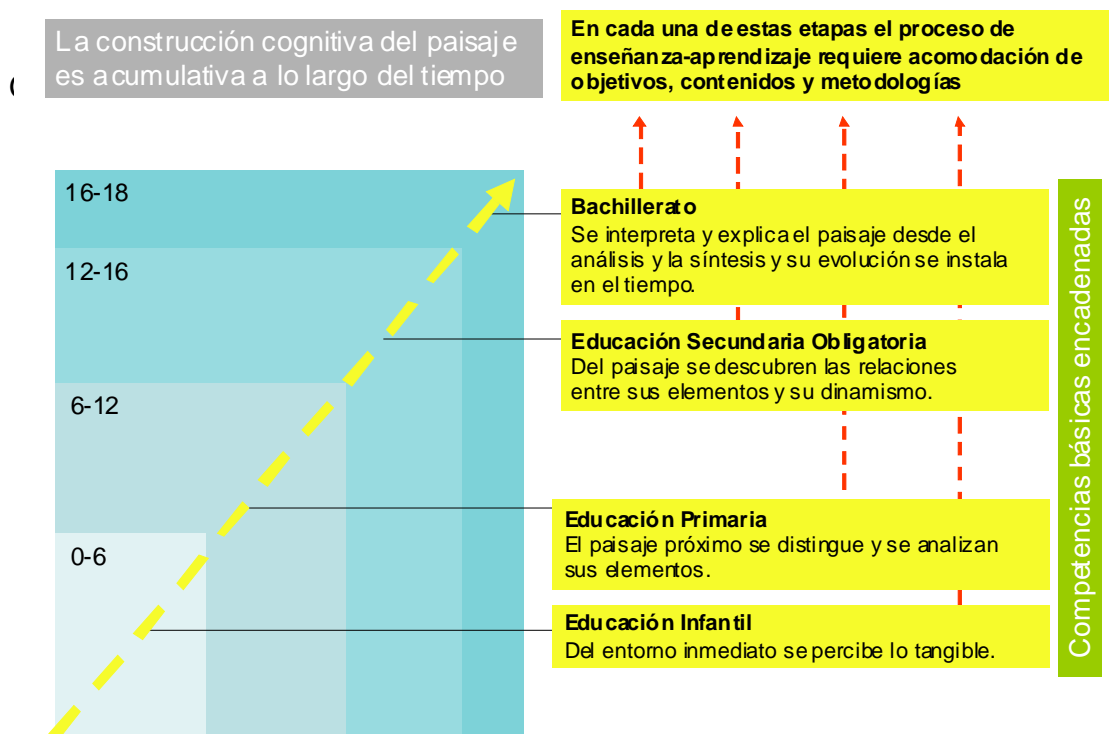 La construcción cognitiva del paisaje
es acumulativa a lo largo del tiempo
En cada una de estas etapas el proceso de
enseñanza-aprendizaje requiere acomodación de
objetivos, contenidos y metodologías
16-18
12-16
6-12
0-6
Bachillerato
Se interpreta y explica el paisaje desde el
análisis y la síntesis y su evolución se instala
en el tiempo.
Educación Secundaria Obligatoria
Del paisaje se descubren las relaciones
entre sus elementos y su dinamismo.
Educación Primaria
El paisaje próximo se distingue y se analizan
sus elementos.
Educación Infantil
Del entorno inmediato se percibe lo tangible.
Competencias básicas encadenadas